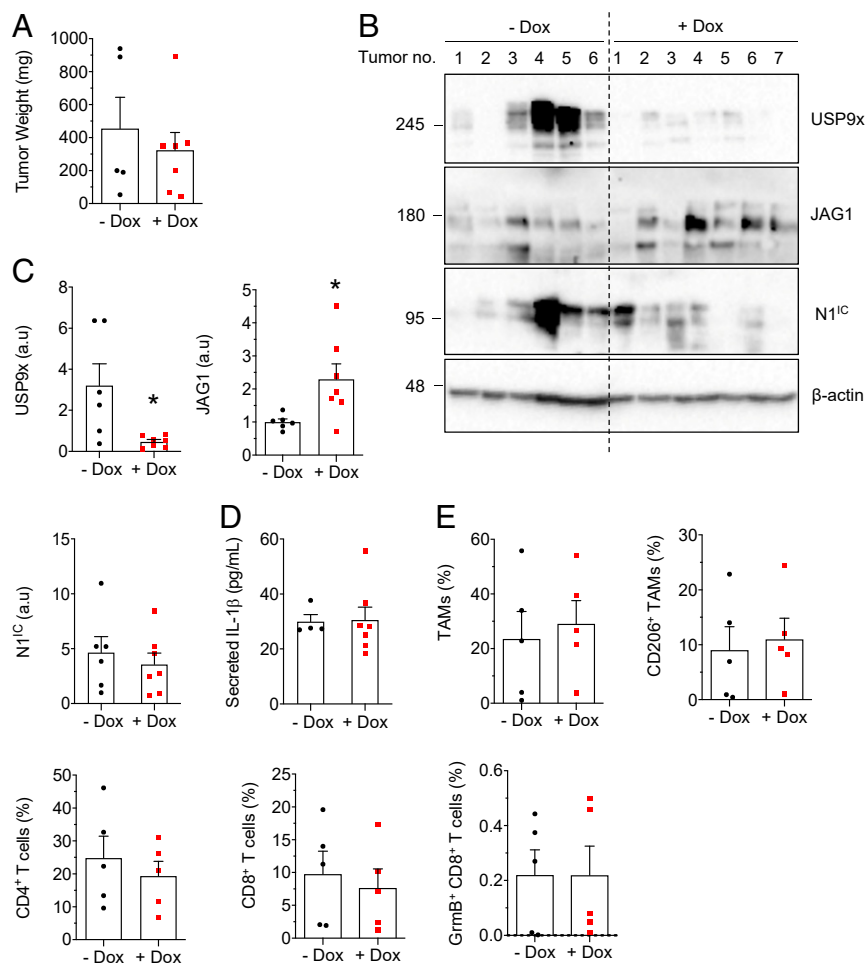 A
Tumor Weight (mg)
1000
800
600
400
200
0
- Dox + Dox
B
- Dox + Dox
Tumor no. 1 2 3 4 5 6 1 2 3 4 5 6 7
245
USP9x
180
JAG1
95
N1ᴵᶜ
48
β-actin
C
USP9x (a.u)
8
6
4
2
0
*
- Dox + Dox
JAG1 (a.u)
5
4
3
2
1
0
*
- Dox + Dox
N1ᴵᶜ (a.u)
15
10
5
0
- Dox + Dox
D
Secreted IL-1β (pg/mL)
60
40
20
0
- Dox + Dox
E
TAMs (%)
60
40
20
0
- Dox + Dox
CD206⁺ TAMs (%)
30
20
10
0
- Dox + Dox
CD4⁺ T cells (%)
50
40
30
20
10
0
- Dox + Dox
CD8⁺ T cells (%)
25
20
15
10
5
0
- Dox + Dox
GrmB⁺ CD8⁺ T cells (%)
0.6
0.4
0.2
0.0
- Dox + Dox